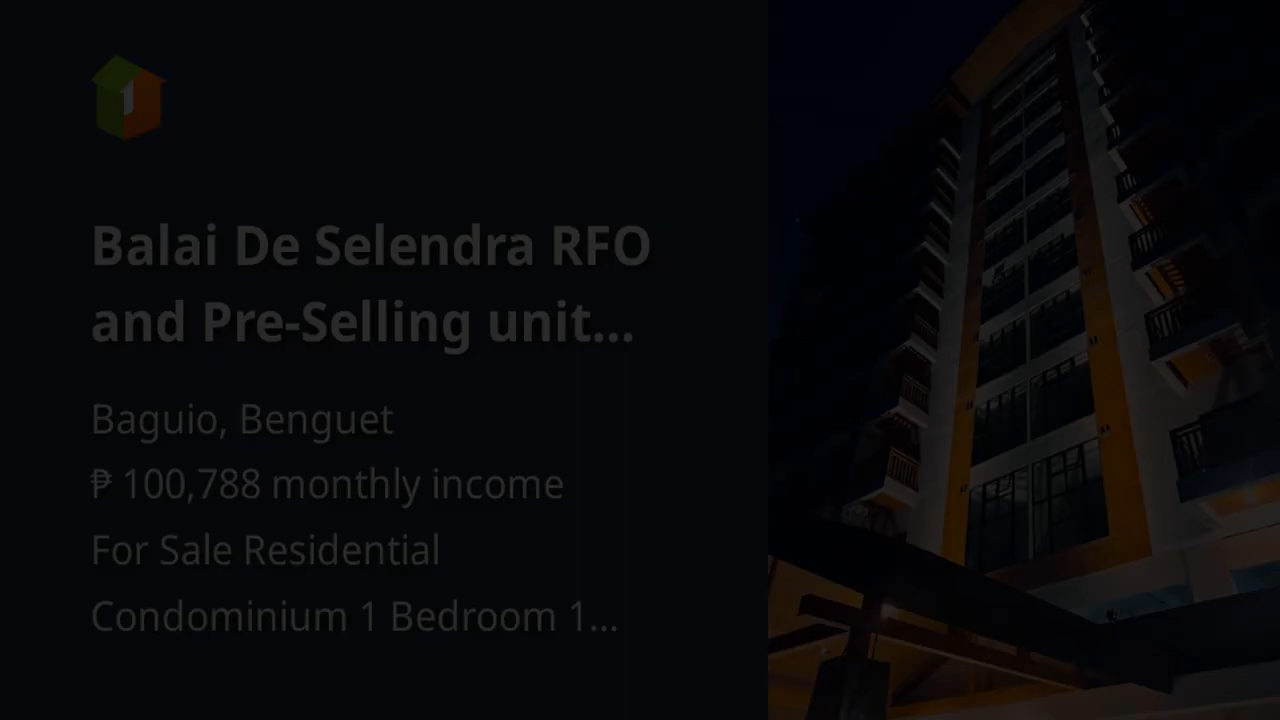 Balai De Selendra RFO
and Pre-Selling unit...
Baguio, Benguet
₱ 100,788 monthly income
For Sale Residential
Condominium 1 Bedroom 1...